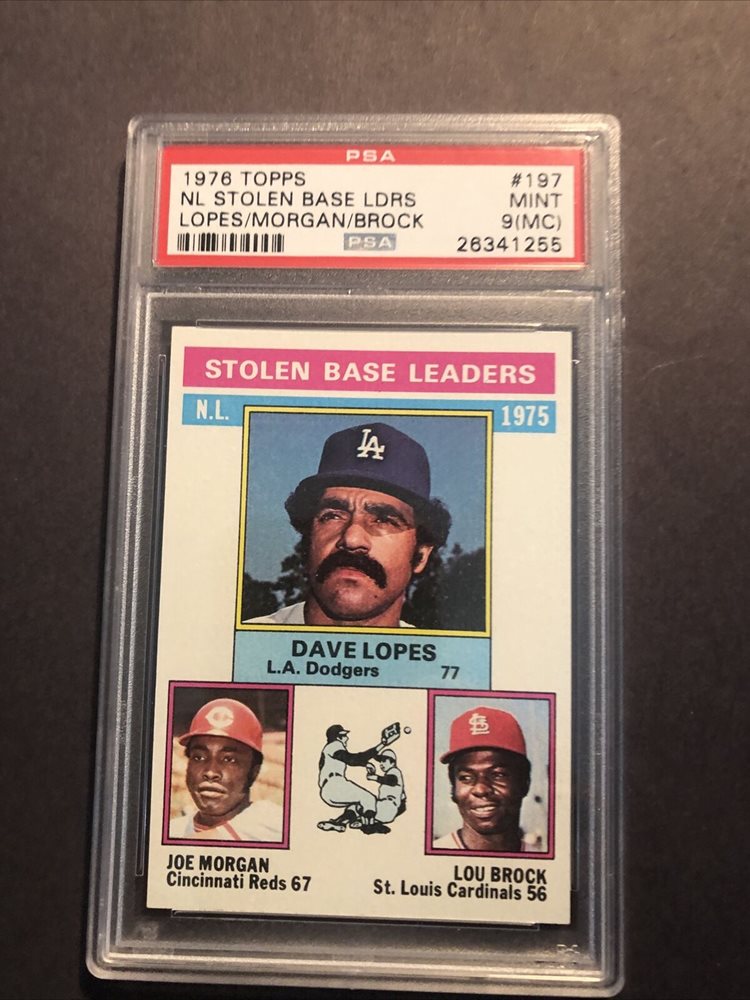 PSA
1976 TOPPS #197
NL STOLEN BASE LDRS MINT
LOPES/MORGAN/BROCK 9(MC)
PSA 26341255
STOLEN BASE LEADERS
N.L. 1975
LA
DAVE LOPES
L.A. Dodgers 77
C
StL
JOE MORGAN
Cincinnati Reds 67
LOU BROCK
St. Louis Cardinals 56